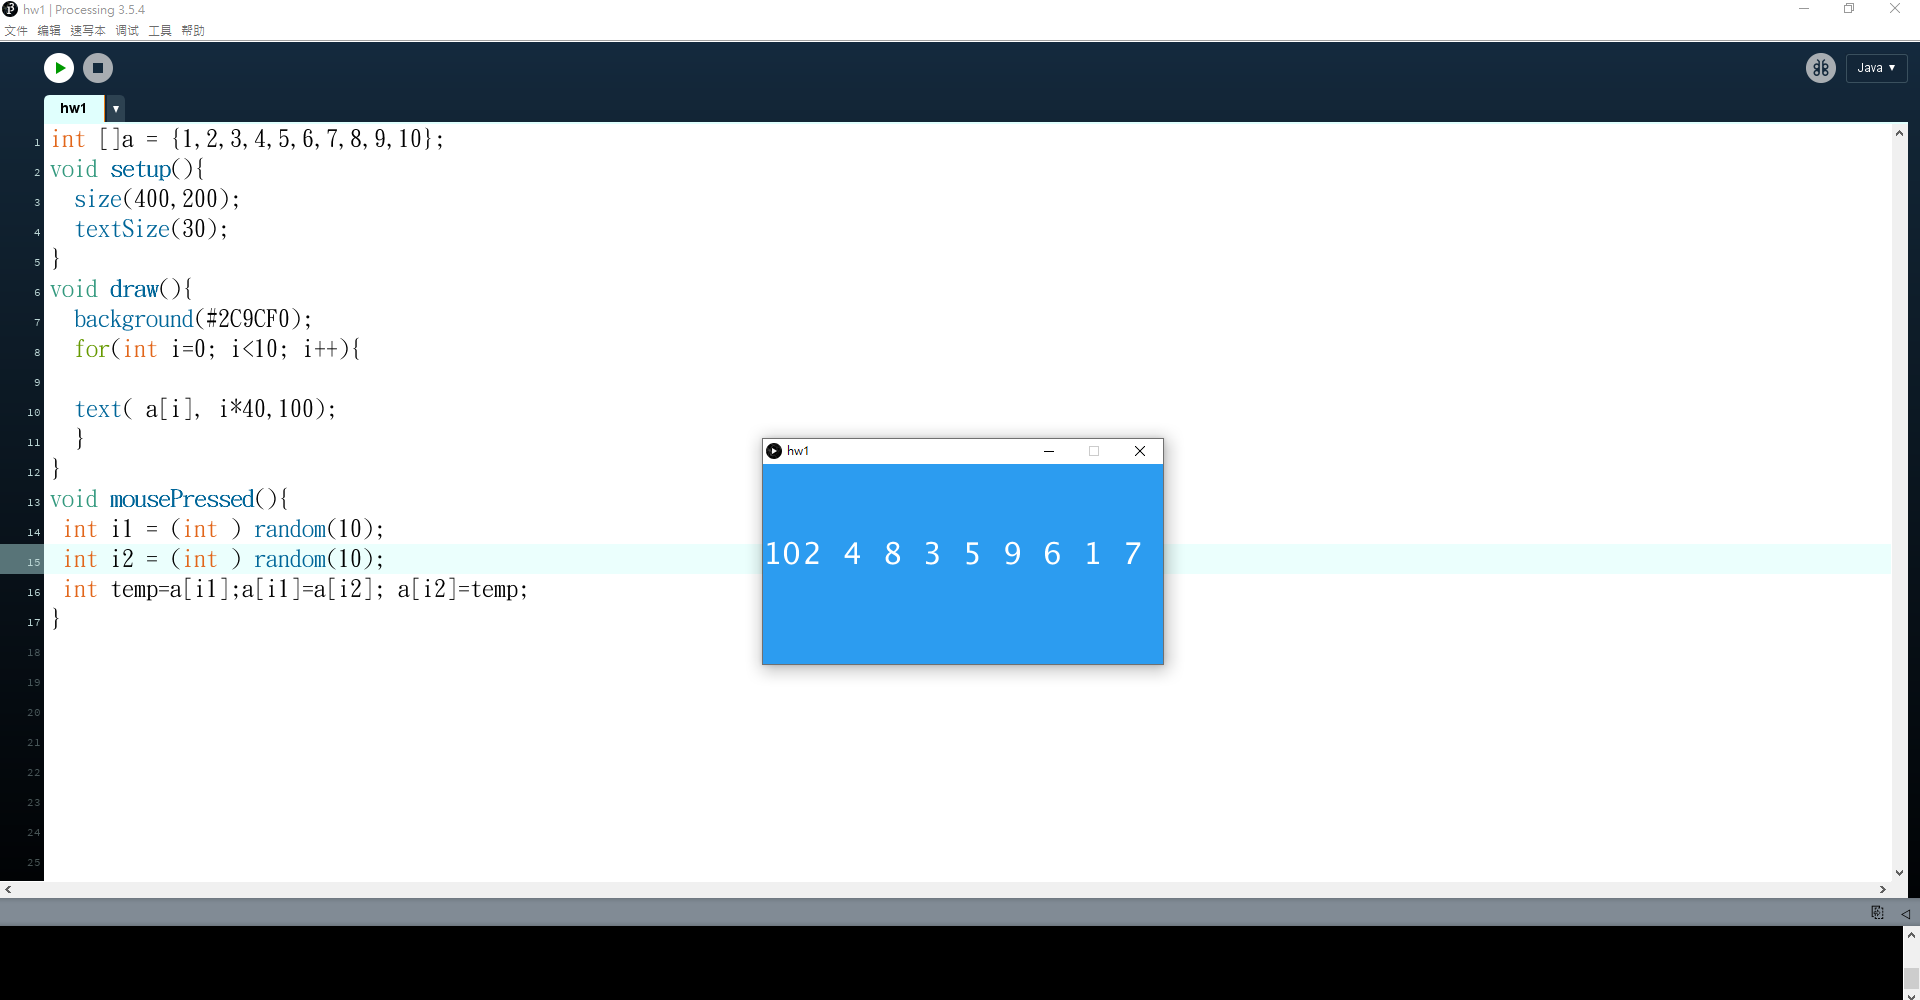 hw1 | Processing 3.5.4
文件 编辑 速写本 调试 工具 帮助
Java ▼
hw1 ▼
1 int []a = {1,2,3,4,5,6,7,8,9,10};
2 void setup(){
3 size(400,200);
4 textSize(30);
5 }
6 void draw(){
7 background(#2C9CF0);
8 for(int i=0; i<10; i++){
9
10 text( a[i], i*40,100);
11 }
12 }
13 void mousePressed(){
14 int i1 = (int ) random(10);
15 int i2 = (int ) random(10);
16 int temp=a[i1];a[i1]=a[i2]; a[i2]=temp;
17 }
18
19
20
21
22
23
24
25
hw1
102 4 8 3 5 9 6 1 7